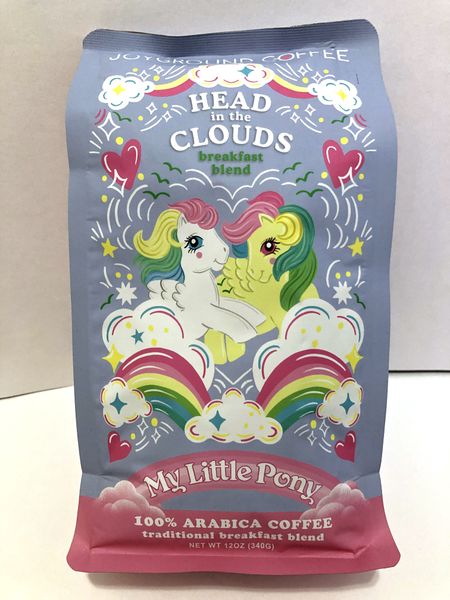 JOYGROUND COFFEE
HEAD
in the
CLOUDS
breakfast
blend
My Little Pony
100% ARABICA COFFEE
traditional breakfast blend
NET WT 12OZ (340G)